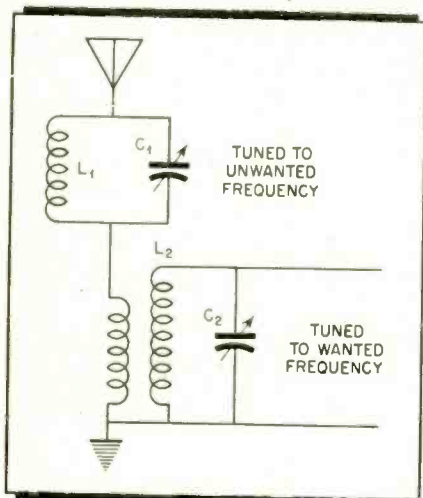 C₁
L₁
TUNED TO
UNWANTED
FREQUENCY
L₂
C₂
TUNED
TO WANTED
FREQUENCY